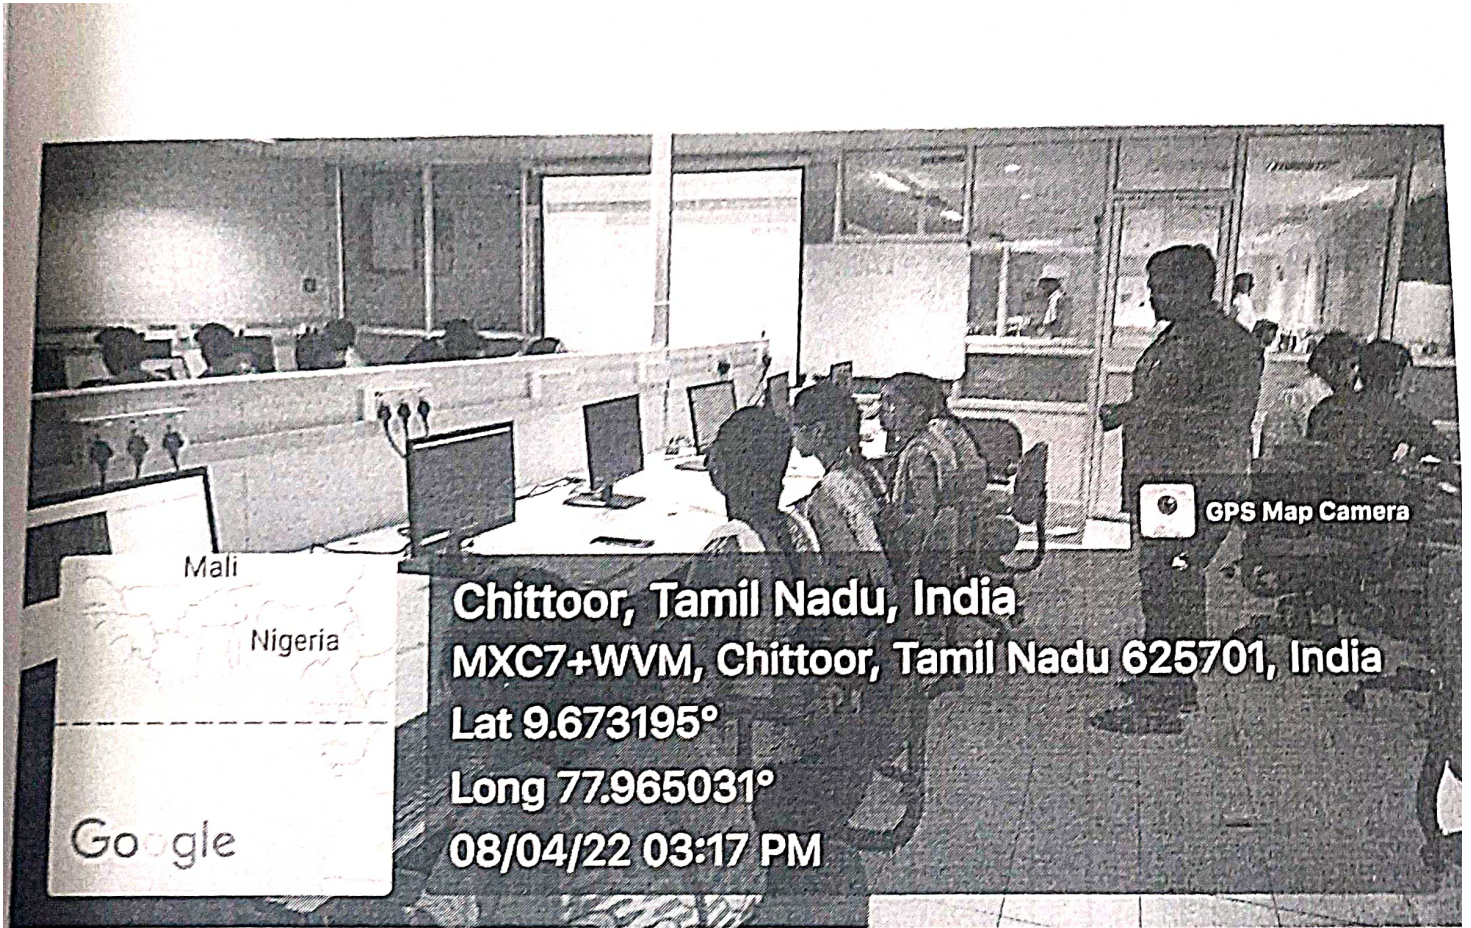 GPS Map Camera
Mali
Nigeria
Google
Chittoor, Tamil Nadu, India
MXC7+WVM, Chittoor, Tamil Nadu 625701, India
Lat 9.673195°
Long 77.965031°
08/04/22 03:17 PM